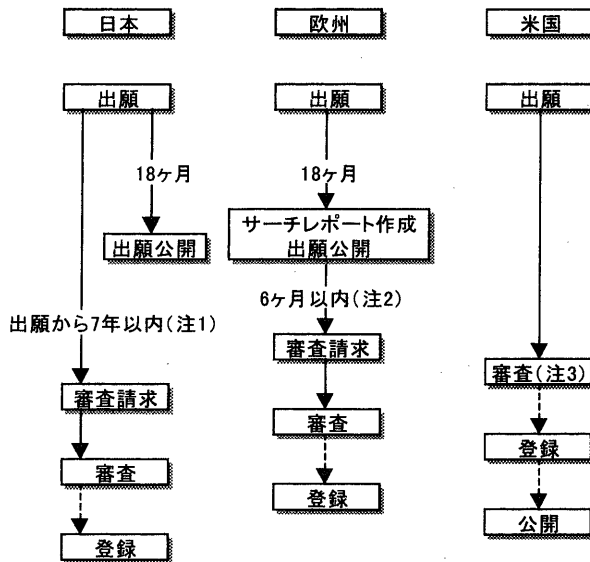 日本
欧州
米国
出願
出願
出願
18ヶ月
18ヶ月
出願公開
サーチレポート作成
出願公開
出願から7年以内(注1)
6ヶ月以内(注2)
審査請求
審査(注3)
審査請求
審査
登録
審査
登録
公開
登録